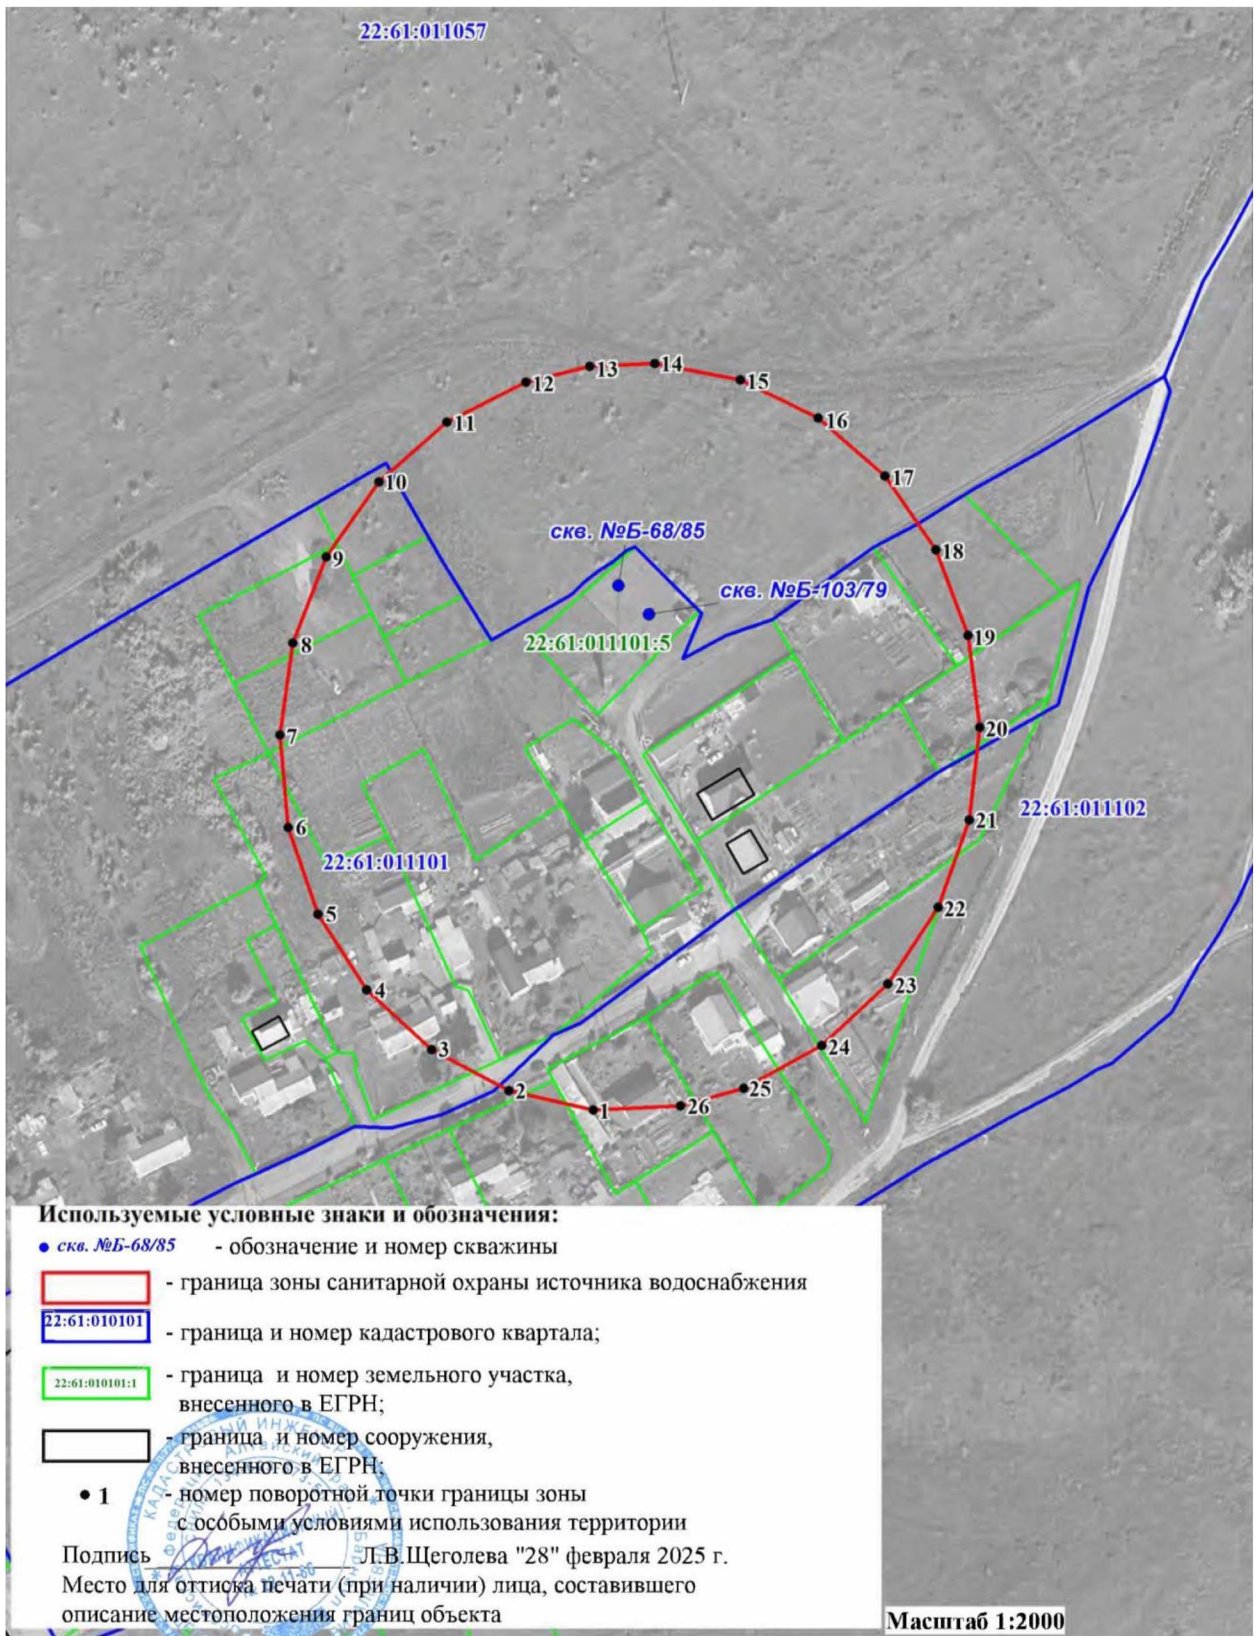 22:61:011057
14
13
15
12
16
11
17
10
скв. №Б-68/85
18
9
скв. №Б-103/79
19
8
22:61:011101:5
20
7
22:61:011102
21
6
22:61:011101
22
5
23
4
24
3
25
2
26
1
Используемые условные знаки и обозначения:
скв. №Б-68/85 - обозначение и номер скважины
- граница зоны санитарной охраны источника водоснабжения
22:61:010101
- граница и номер кадастрового квартала;
22:61:010101:1
- граница и номер земельного участка,
внесенного в ЕГРН;
- граница и номер сооружения,
внесенного в ЕГРН;
1 - номер поворотной точки границы зоны
с особыми условиями использования территории
Подпись Л.В.Щеголева "28" февраля 2025 г.
Место для оттиска печати (при наличии) лица, составившего
описание местоположения границ объекта
Масштаб 1:2000
КАДАСТРОВЫЙ ИНЖЕНЕР
АТТЕСТАТ